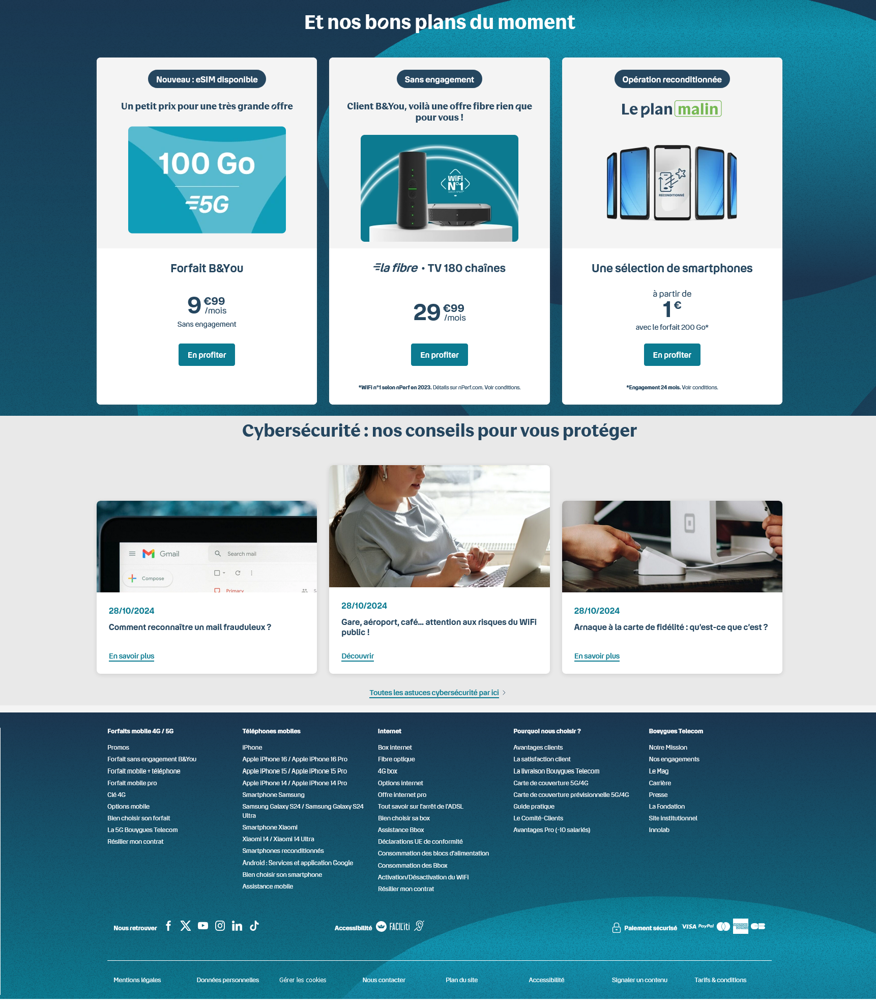 Et nos bons plans du moment
Nouveau : eSIM disponible
Un petit prix pour une très grande offre
100 Go
5G
Forfait B&You
9 €99
/mois
Sans engagement
En profiter
Sans engagement
Client B&You, voilà une offre fibre rien que
pour vous !
WiFi
N°1
selon nPerf*
la fibre • TV 180 chaînes
29 €99
/mois
En profiter
*WiFi n°1 selon nPerf en 2023. Détails sur nPerf.com. Voir conditions.
Opération reconditionnée
Le plan malin
RECONDITIONNÉ
Une sélection de smartphones
à partir de
1 €
avec le forfait 200 Go*
En profiter
*Engagement 24 mois. Voir conditions.
Cybersécurité : nos conseils pour vous protéger
Gmail
Search mail
Compose
Primary
28/10/2024
Comment reconnaître un mail frauduleux ?
En savoir plus
28/10/2024
Gare, aéroport, café... attention aux risques du WiFi
public !
Découvrir
28/10/2024
Arnaque à la carte de fidélité : qu'est-ce que c'est ?
En savoir plus
Toutes les astuces cybersécurité par ici
Forfaits mobile 4G / 5G
Promos
Forfait sans engagement B&You
Forfait mobile + téléphone
Forfait mobile pro
Clé 4G
Options mobile
Bien choisir son forfait
La 5G Bouygues Telecom
Résilier mon contrat
Téléphones mobiles
iPhone
Apple iPhone 16 / Apple iPhone 16 Pro
Apple iPhone 15 / Apple iPhone 15 Pro
Apple iPhone 14 / Apple iPhone 14 Pro
Smartphone Samsung
Samsung Galaxy S24 / Samsung Galaxy S24
Ultra
Smartphone Xiaomi
Xiaomi 14 / Xiaomi 14 Ultra
Smartphones reconditionnés
Android : Services et application Google
Bien choisir son smartphone
Assistance mobile
Internet
Box internet
Fibre optique
4G box
Options internet
Offre internet pro
Tout savoir sur l'arrêt de l'ADSL
Bien choisir sa box
Assistance Bbox
Déclarations UE de conformité
Consommation des blocs d'alimentation
Consommation des Bbox
Activation/Désactivation du WiFi
Résilier mon contrat
Pourquoi nous choisir ?
Avantages clients
La satisfaction client
La livraison Bouygues Telecom
Carte de couverture 5G/4G
Carte de couverture prévisionnelle 5G/4G
Guide pratique
Le Comité-Clients
Avantages Pro (-10 salariés)
Bouygues Telecom
Notre Mission
Nos engagements
Le Mag
Carrière
Presse
La Fondation
Site institutionnel
Innolab
Nous retrouver
Accessibilité FACIL'iti
Paiement sécurisé VISA PayPal AMERICAN EXPRESS CB
Mentions légales
Données personnelles
Gérer les cookies
Nous contacter
Plan du site
Accessibilité
Signaler un contenu
Tarifs & conditions